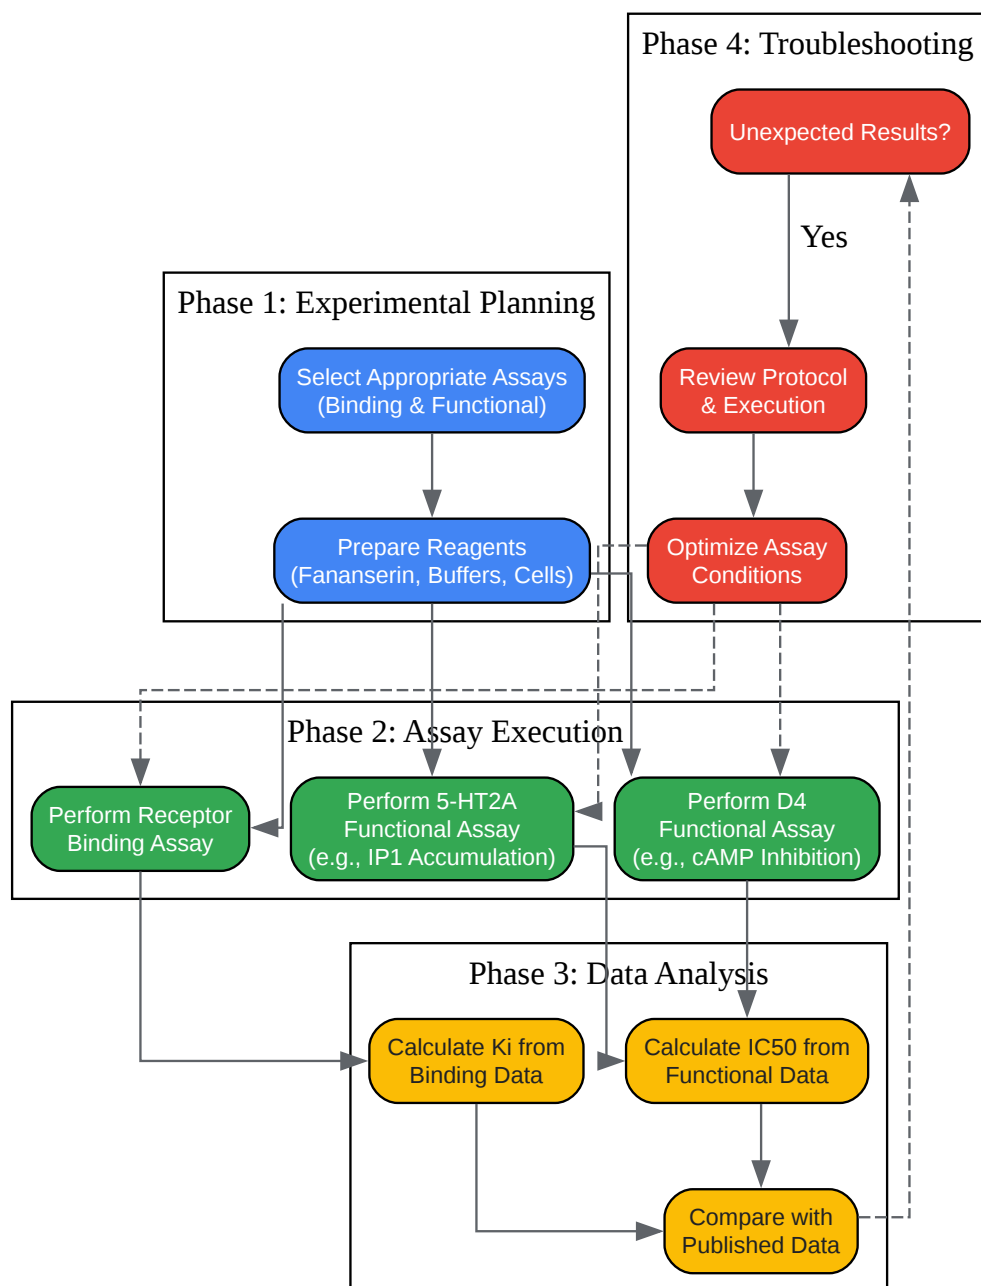 Phase 4: Troubleshooting
Unexpected Results?
Yes
Review Protocol
& Execution
Optimize Assay
Conditions
Phase 1: Experimental Planning
Select Appropriate Assays
(Binding & Functional)
Prepare Reagents
(Fananserin, Buffers, Cells)
Phase 2: Assay Execution
Perform Receptor
Binding Assay
Perform 5-HT2A
Functional Assay
(e.g., IP1 Accumulation)
Perform D4
Functional Assay
(e.g., cAMP Inhibition)
Phase 3: Data Analysis
Calculate Ki from
Binding Data
Calculate IC50 from
Functional Data
Compare with
Published Data